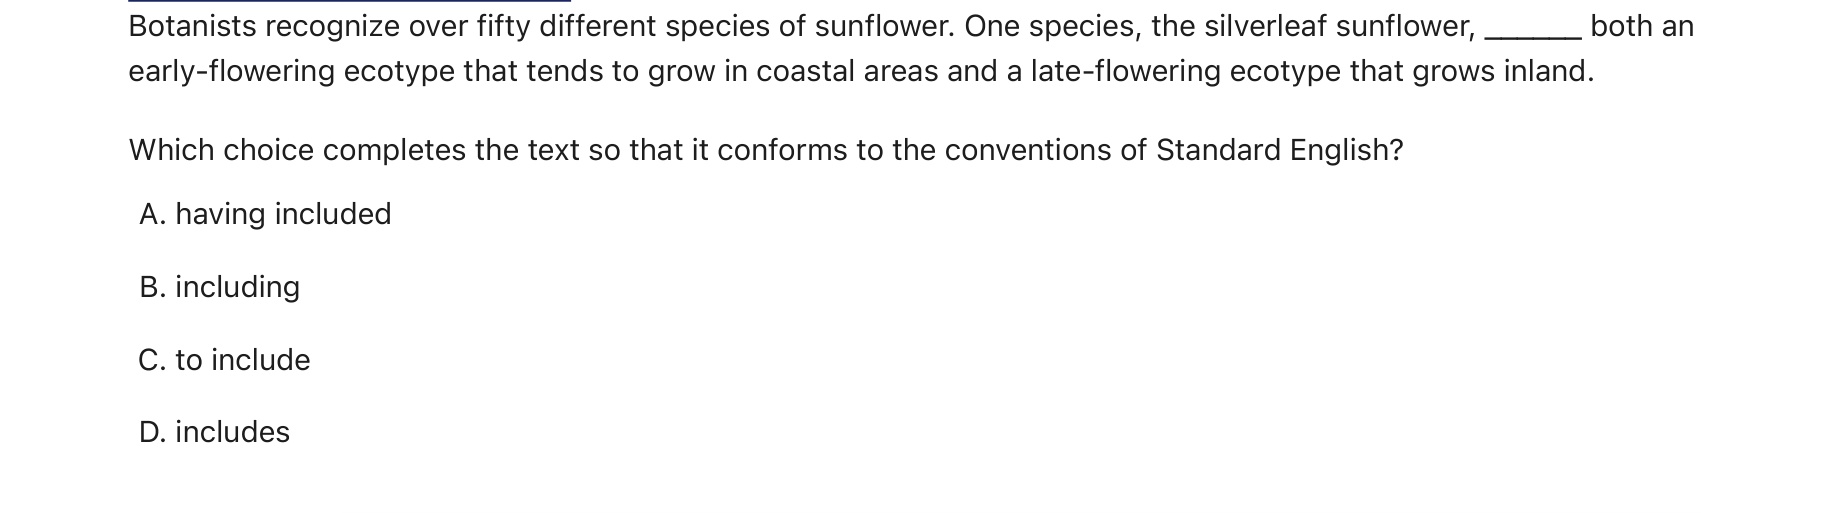 Botanists recognize over fifty different species of sunflower. One species, the silverleaf sunflower, ______ both an
early-flowering ecotype that tends to grow in coastal areas and a late-flowering ecotype that grows inland.
Which choice completes the text so that it conforms to the conventions of Standard English?
A. having included
B. including
C. to include
D. includes